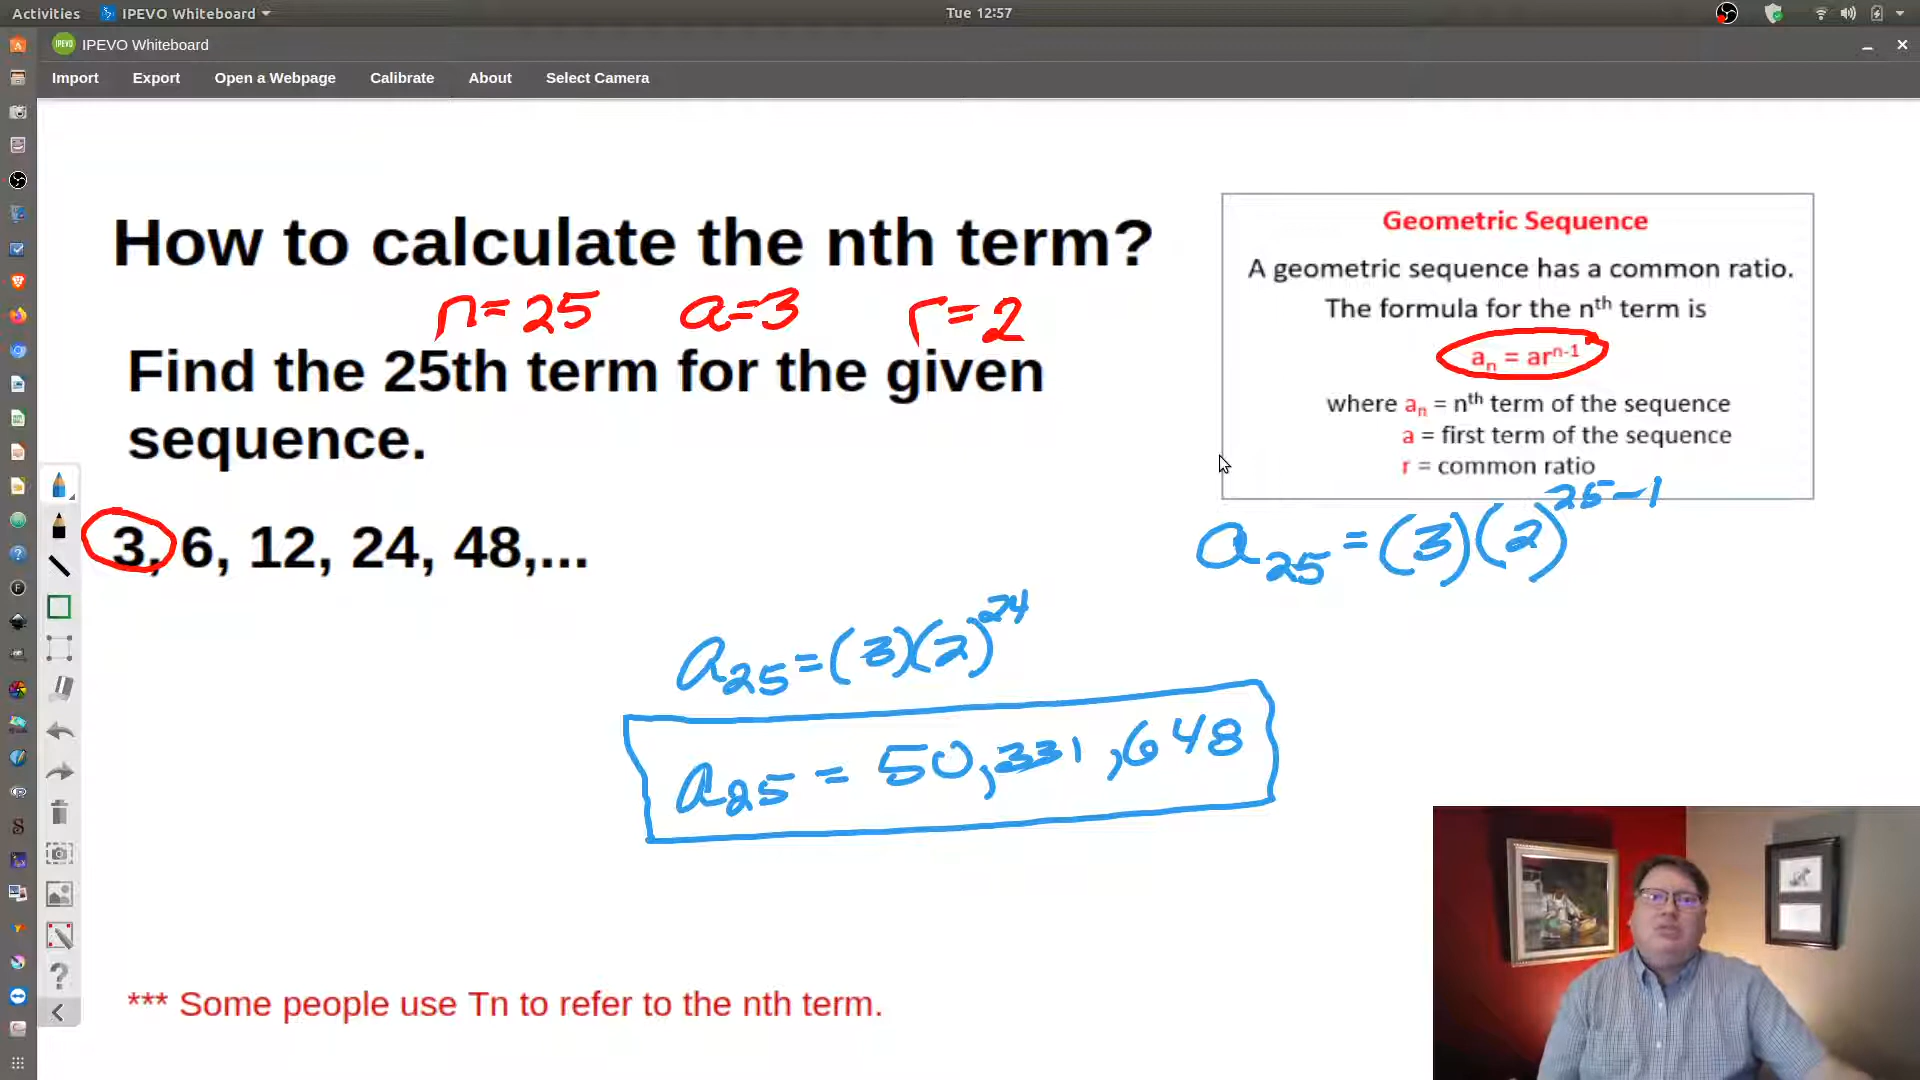 Activities IPEVO Whiteboard Tue 12:57
IPEVO IPEVO Whiteboard
Import Export Open a Webpage Calibrate About Select Camera
How to calculate the nth term?
n=25 a=3 r=2
Find the 25th term for the given
sequence.
3, 6, 12, 24, 48,...
Geometric Sequence
A geometric sequence has a common ratio.
The formula for the nth term is
an = ar^n-1
where an = nth term of the sequence
a = first term of the sequence
r = common ratio
a25 = (3)(2)^25-1
a25 = (3)(2)^24
a25 = 50,331,648
*** Some people use Tn to refer to the nth term.